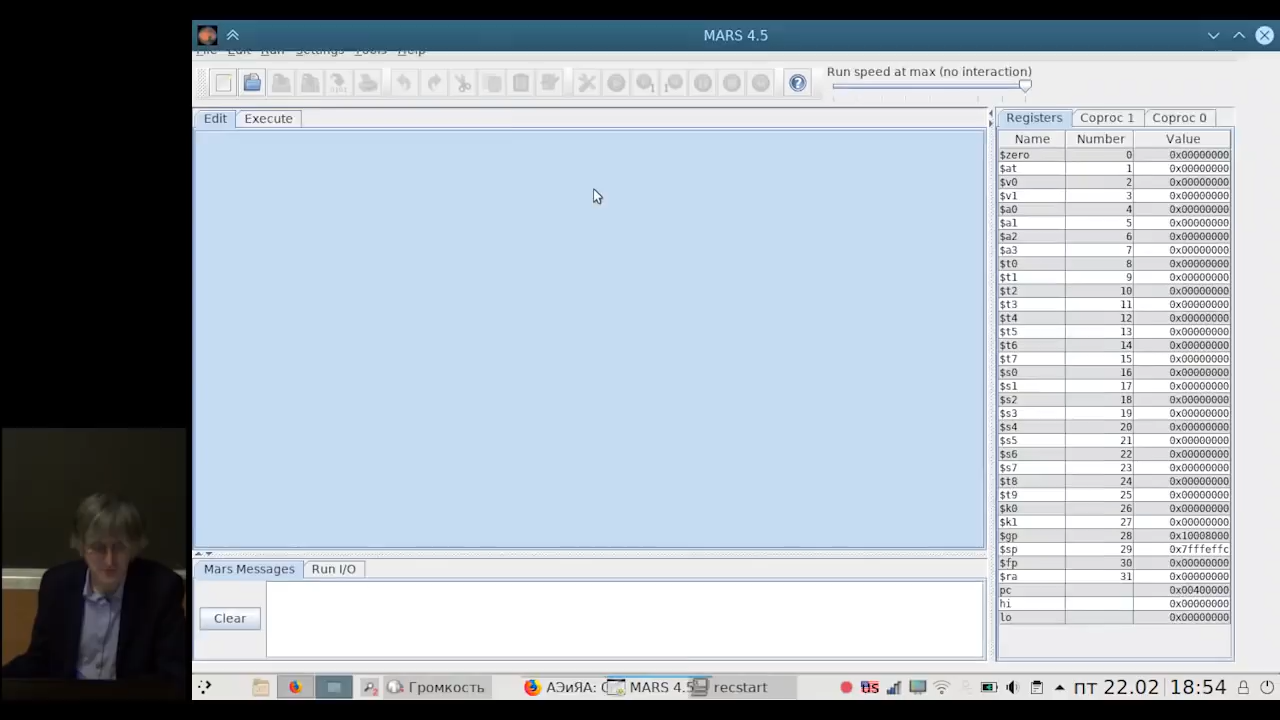 MARS 4.5
File Edit Run Settings Tools Help
Run speed at max (no interaction)
Edit Execute
Registers Coproc 1 Coproc 0
Name Number Value
$zero 0 0x00000000
$at 1 0x00000000
$v0 2 0x00000000
$v1 3 0x00000000
$a0 4 0x00000000
$a1 5 0x00000000
$a2 6 0x00000000
$a3 7 0x00000000
$t0 8 0x00000000
$t1 9 0x00000000
$t2 10 0x00000000
$t3 11 0x00000000
$t4 12 0x00000000
$t5 13 0x00000000
$t6 14 0x00000000
$t7 15 0x00000000
$s0 16 0x00000000
$s1 17 0x00000000
$s2 18 0x00000000
$s3 19 0x00000000
$s4 20 0x00000000
$s5 21 0x00000000
$s6 22 0x00000000
$s7 23 0x00000000
$t8 24 0x00000000
$t9 25 0x00000000
$k0 26 0x00000000
$k1 27 0x00000000
$gp 28 0x10008000
$sp 29 0x7fffeffc
$fp 30 0x00000000
$ra 31 0x00000000
pc 0x00400000
hi 0x00000000
lo 0x00000000
Mars Messages Run I/O
Clear
Громкость АЭиЯА: MARS 4.5 recstart us пт 22.02 18:54